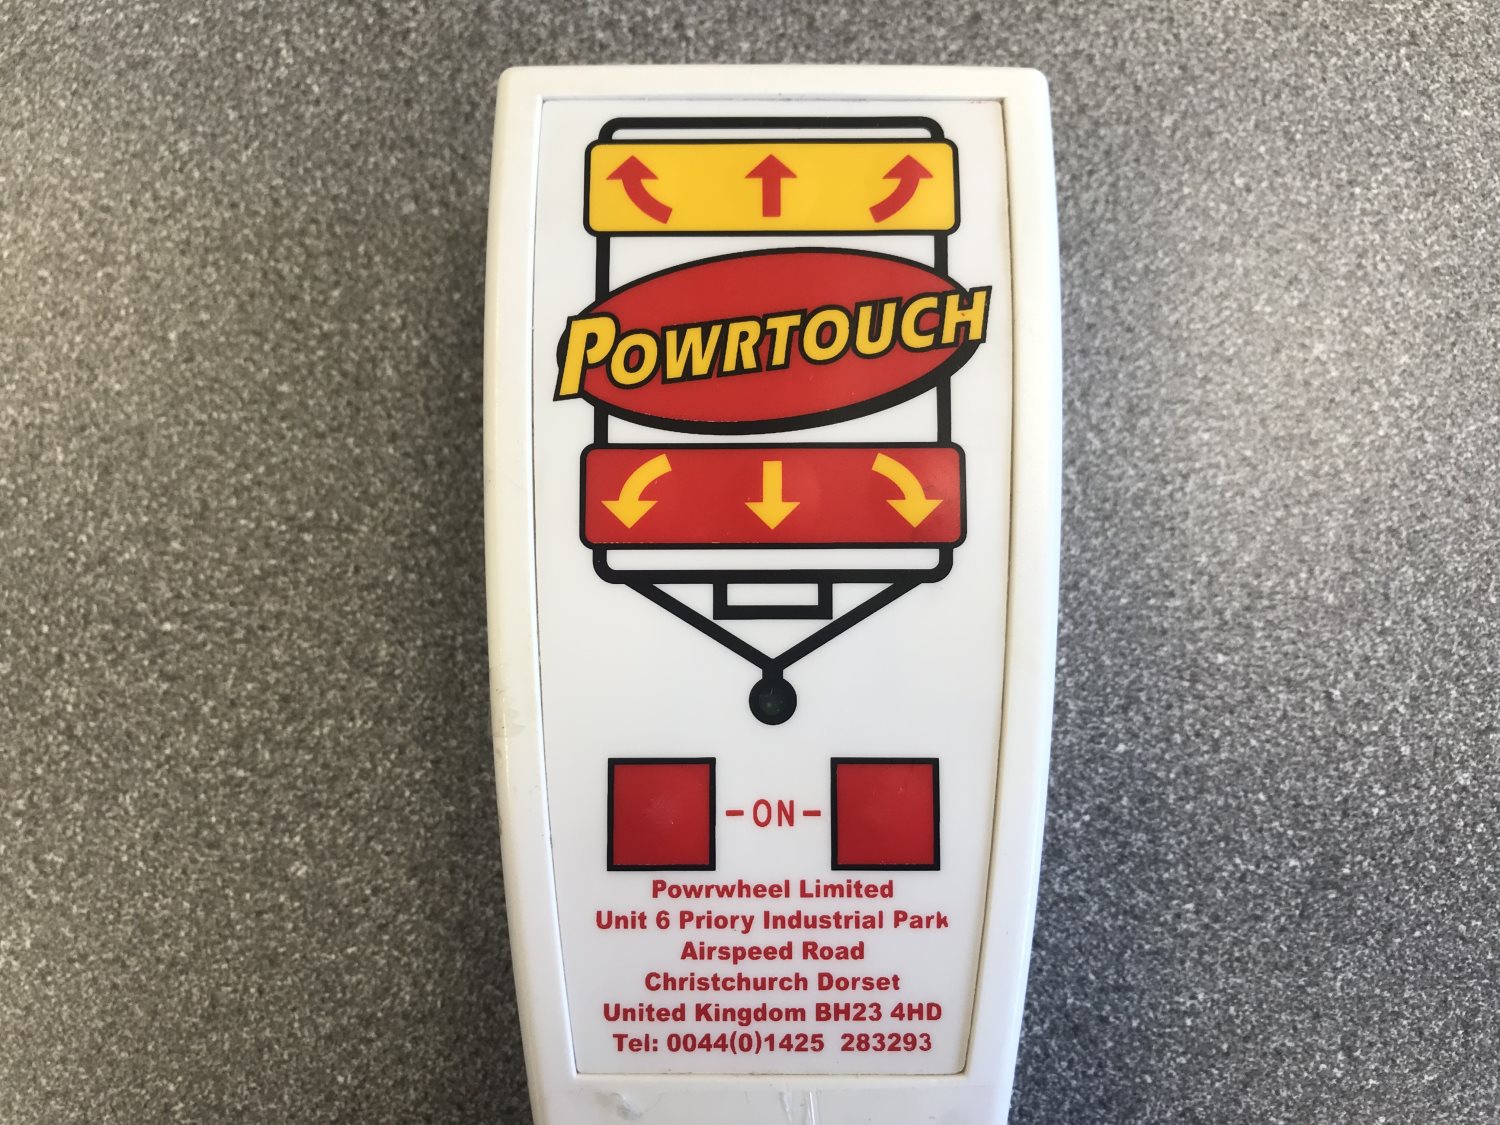 POWRTOUCH
-ON-
Powrwheel Limited
Unit 6 Priory Industrial Park
Airspeed Road
Christchurch Dorset
United Kingdom BH23 4HD
Tel: 0044(0)1425 283293